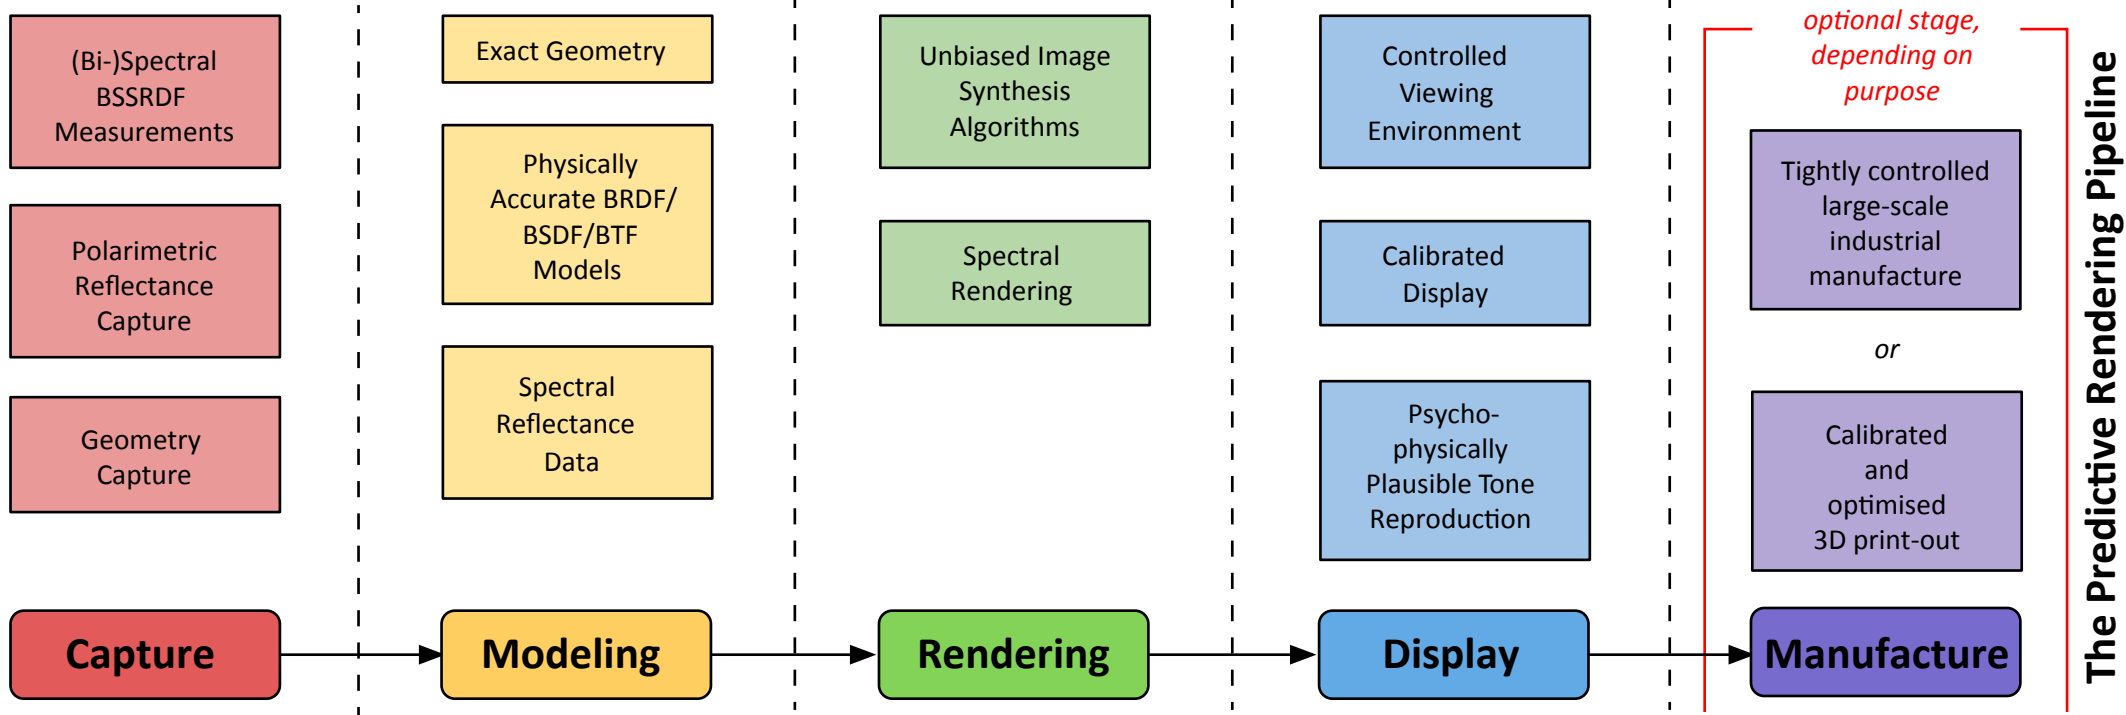 (Bi-)Spectral
BSSRDF
Measurements
Polarimetric
Reflectance
Capture
Geometry
Capture
Capture
Exact Geometry
Physically
Accurate BRDF/
BSDF/BTF
Models
Spectral
Reflectance
Data
Modeling
Unbiased Image
Synthesis
Algorithms
Spectral
Rendering
Rendering
Controlled
Viewing
Environment
Calibrated
Display
Psycho-
physically
Plausible Tone
Reproduction
Display
optional stage,
depending on
purpose
Tightly controlled
large-scale
industrial
manufacture
or
Calibrated
and
optimised
3D print-out
Manufacture
The Predictive Rendering Pipeline